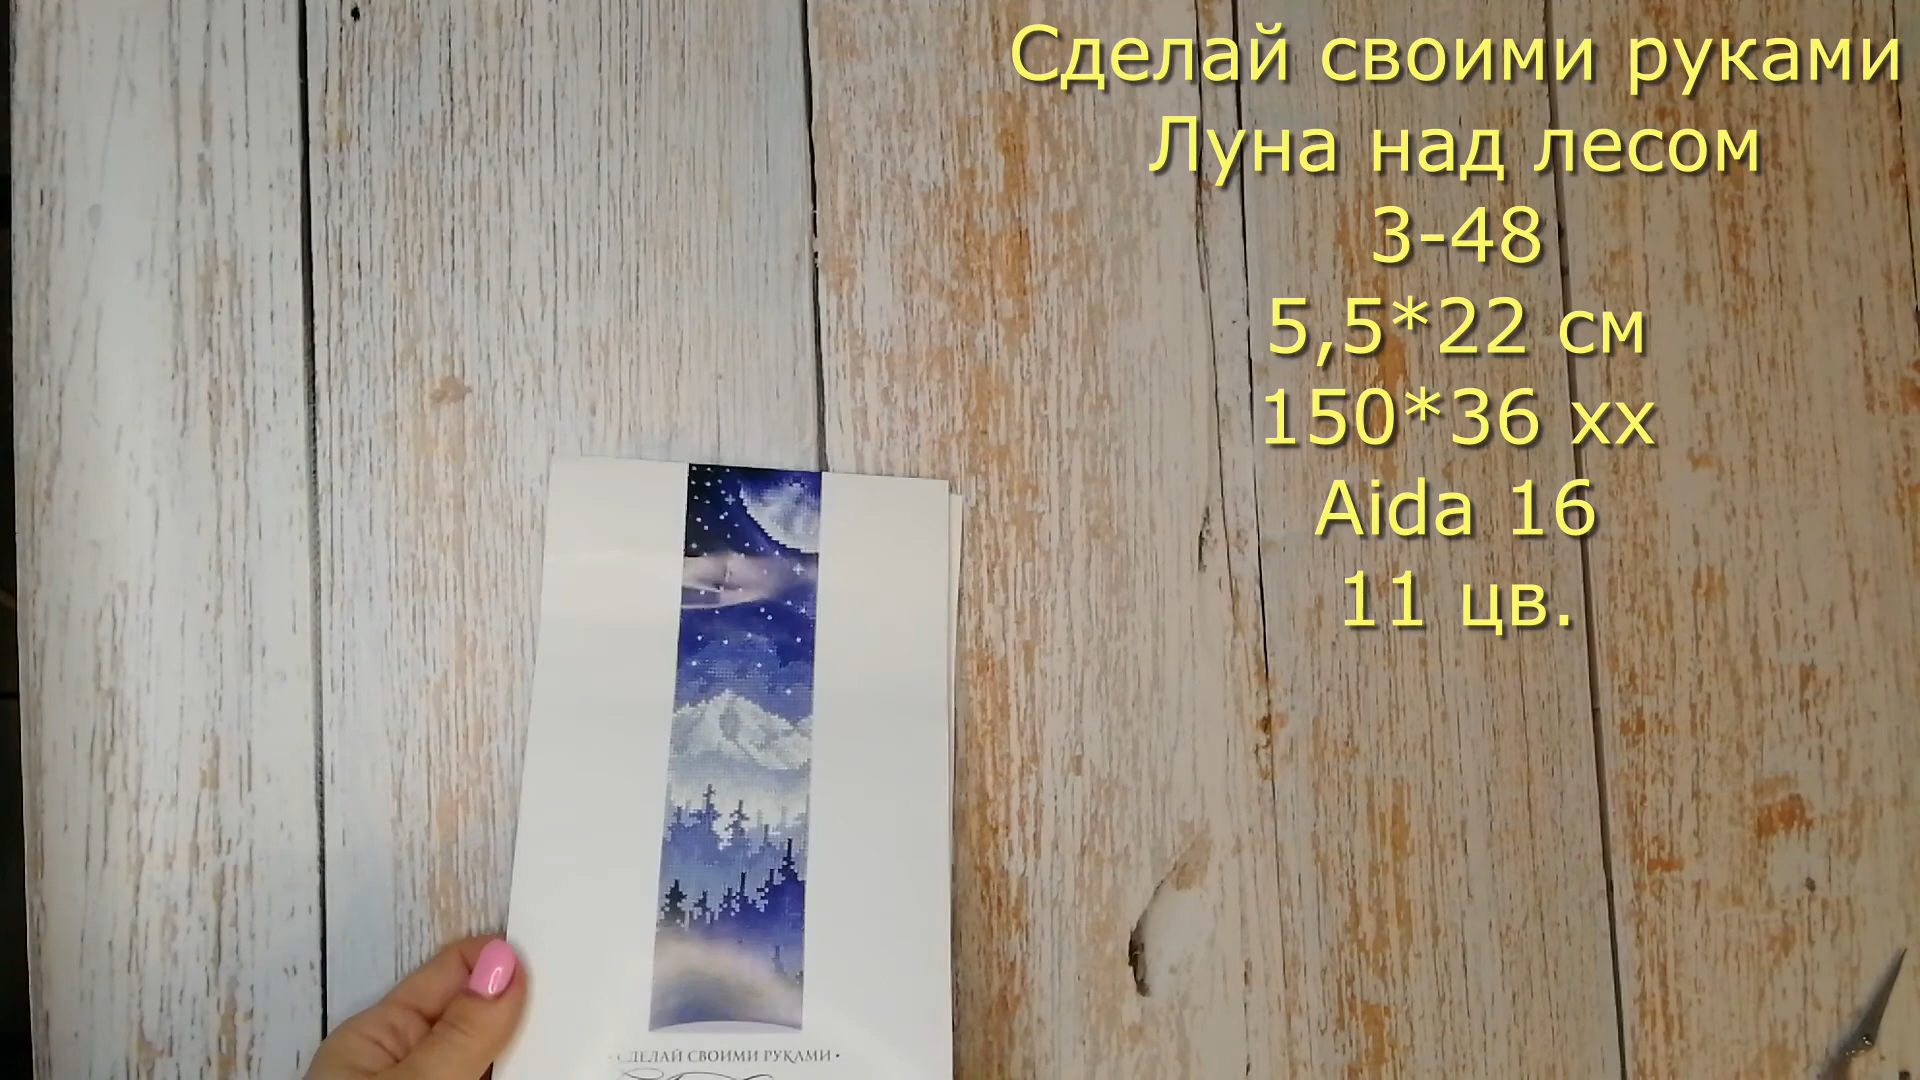 Сделай своими руками
Луна над лесом
3-48
5,5*22 см
150*36 хх
Aida 16
11 цв.
• СДЕЛАЙ СВОИМИ РУКАМИ •